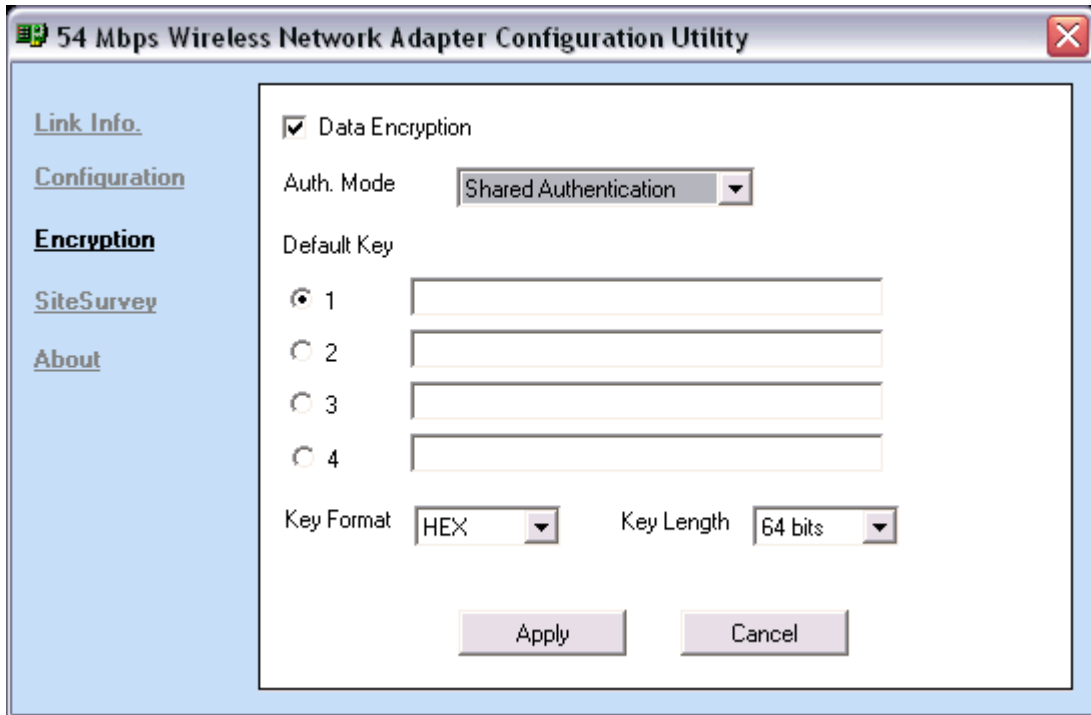 54 Mbps Wireless Network Adapter Configuration Utility
Link Info.
Configuration
Encryption
SiteSurvey
About
Data Encryption
Auth. Mode
Shared Authentication
Default Key
1
2
3
4
Key Format
HEX
Key Length
64 bits
Apply
Cancel